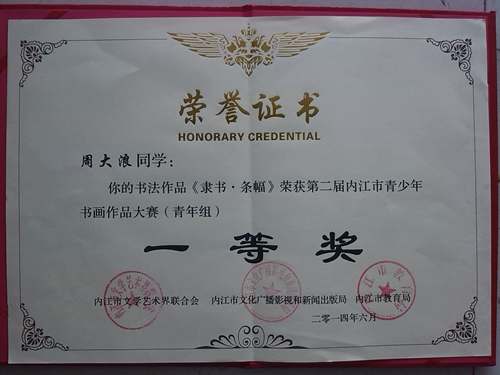 荣誉证书
HONORARY CREDENTIAL
周大浪同学：
你的书法作品《隶书·条幅》荣获第二届内江市青少年
书画作品大赛（青年组）
一等奖
内江市文学艺术界联合会 内江市文化广播影视和新闻出版局 内江市教育局
二零一四年六月